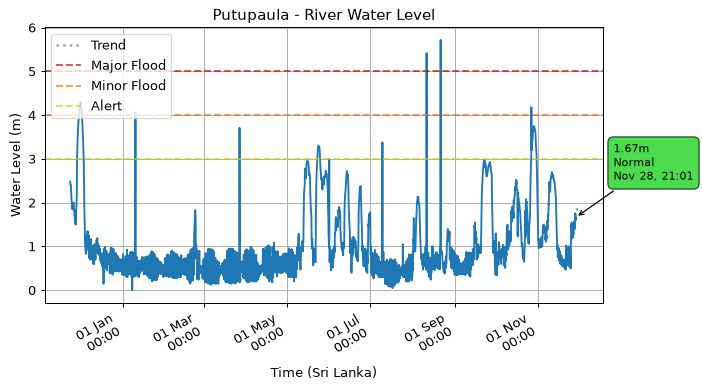 Putupaula - River Water Level
6
5
4
3
2
1
0
Water Level (m)
Trend
Major Flood
Minor Flood
Alert
1.67m
Normal
Nov 28, 21:01
01 Jan
00:00
01 Mar
00:00
01 May
00:00
01 Jul
00:00
01 Sep
00:00
01 Nov
00:00
Time (Sri Lanka)